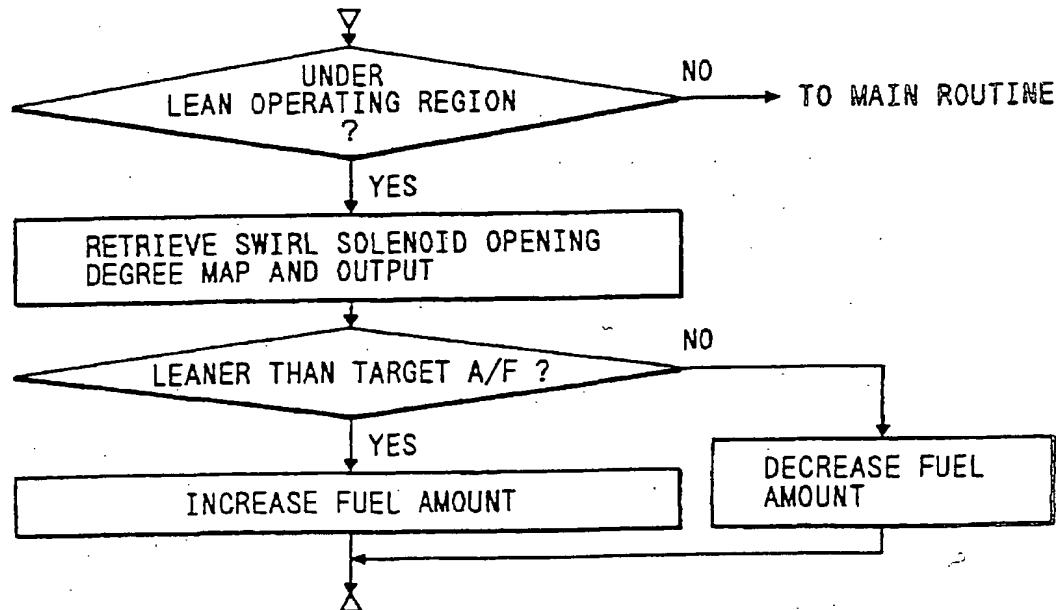 UNDER
LEAN OPERATING REGION
?
NO
TO MAIN ROUTINE
YES
RETRIEVE SWIRL SOLENOID OPENING
DEGREE MAP AND OUTPUT
LEANER THAN TARGET A/F ?
NO
YES
INCREASE FUEL AMOUNT
DECREASE FUEL
AMOUNT